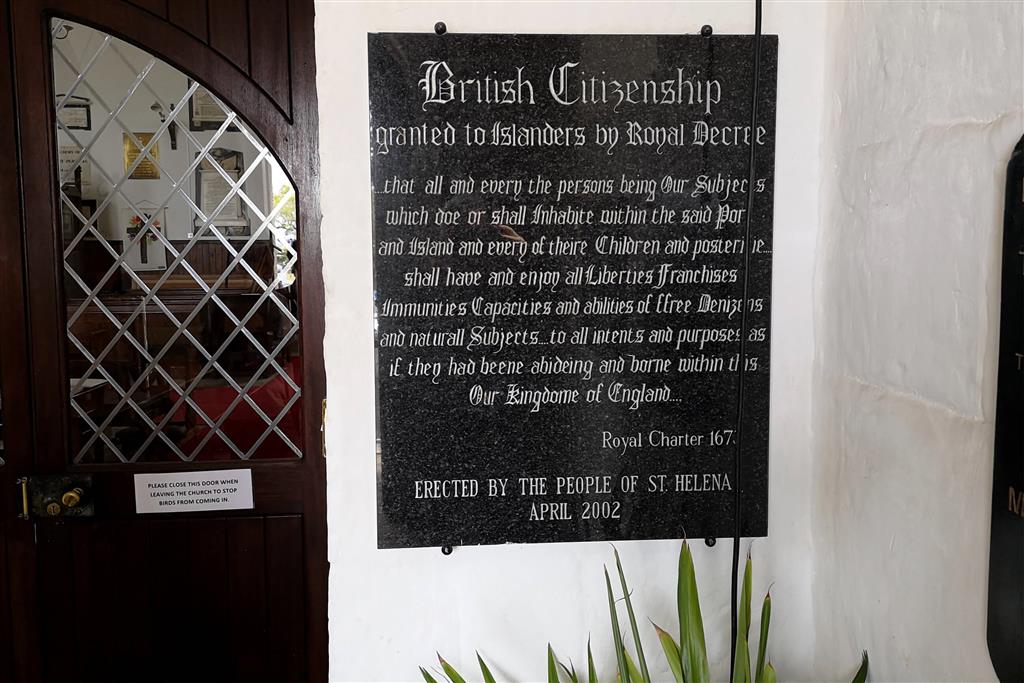 British Citizenship
granted to Islanders by Royal Decree
...that all and every the persons being Our Subjects
which doe or shall Inhabite within the said Por
and Island and every of theire Children and posteritie....
shall have and enjoy all Liberties Franchises
Immunities Capacities and abilities of ffree Denizens
and naturall Subjects...to all intents and purposes as
if they had beene abideing and borne within this
Our Kingdome of England....
Royal Charter 1673
ERECTED BY THE PEOPLE OF ST. HELENA
APRIL 2002
PLEASE CLOSE THIS DOOR WHEN
LEAVING THE CHURCH TO STOP
BIRDS FROM COMING IN.